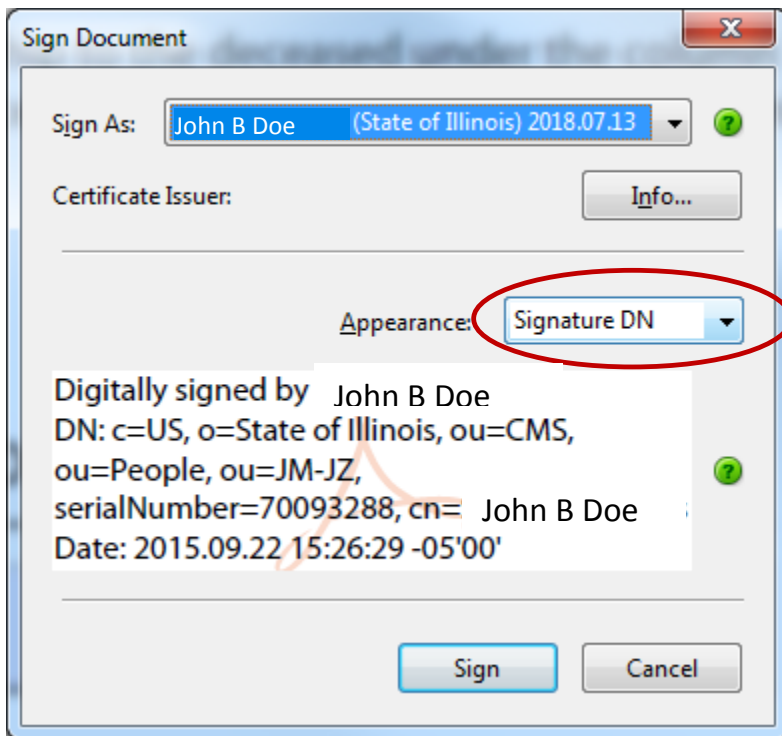 Sign Document
Sign As: John B Doe (State of Illinois) 2018.07.13
Certificate Issuer: Info...
Appearance: Signature DN
Digitally signed by John B Doe
DN: c=US, o=State of Illinois, ou=CMS,
ou=People, ou=JM-JZ,
serialNumber=70093288, cn= John B Doe
Date: 2015.09.22 15:26:29 -05'00'
Sign Cancel